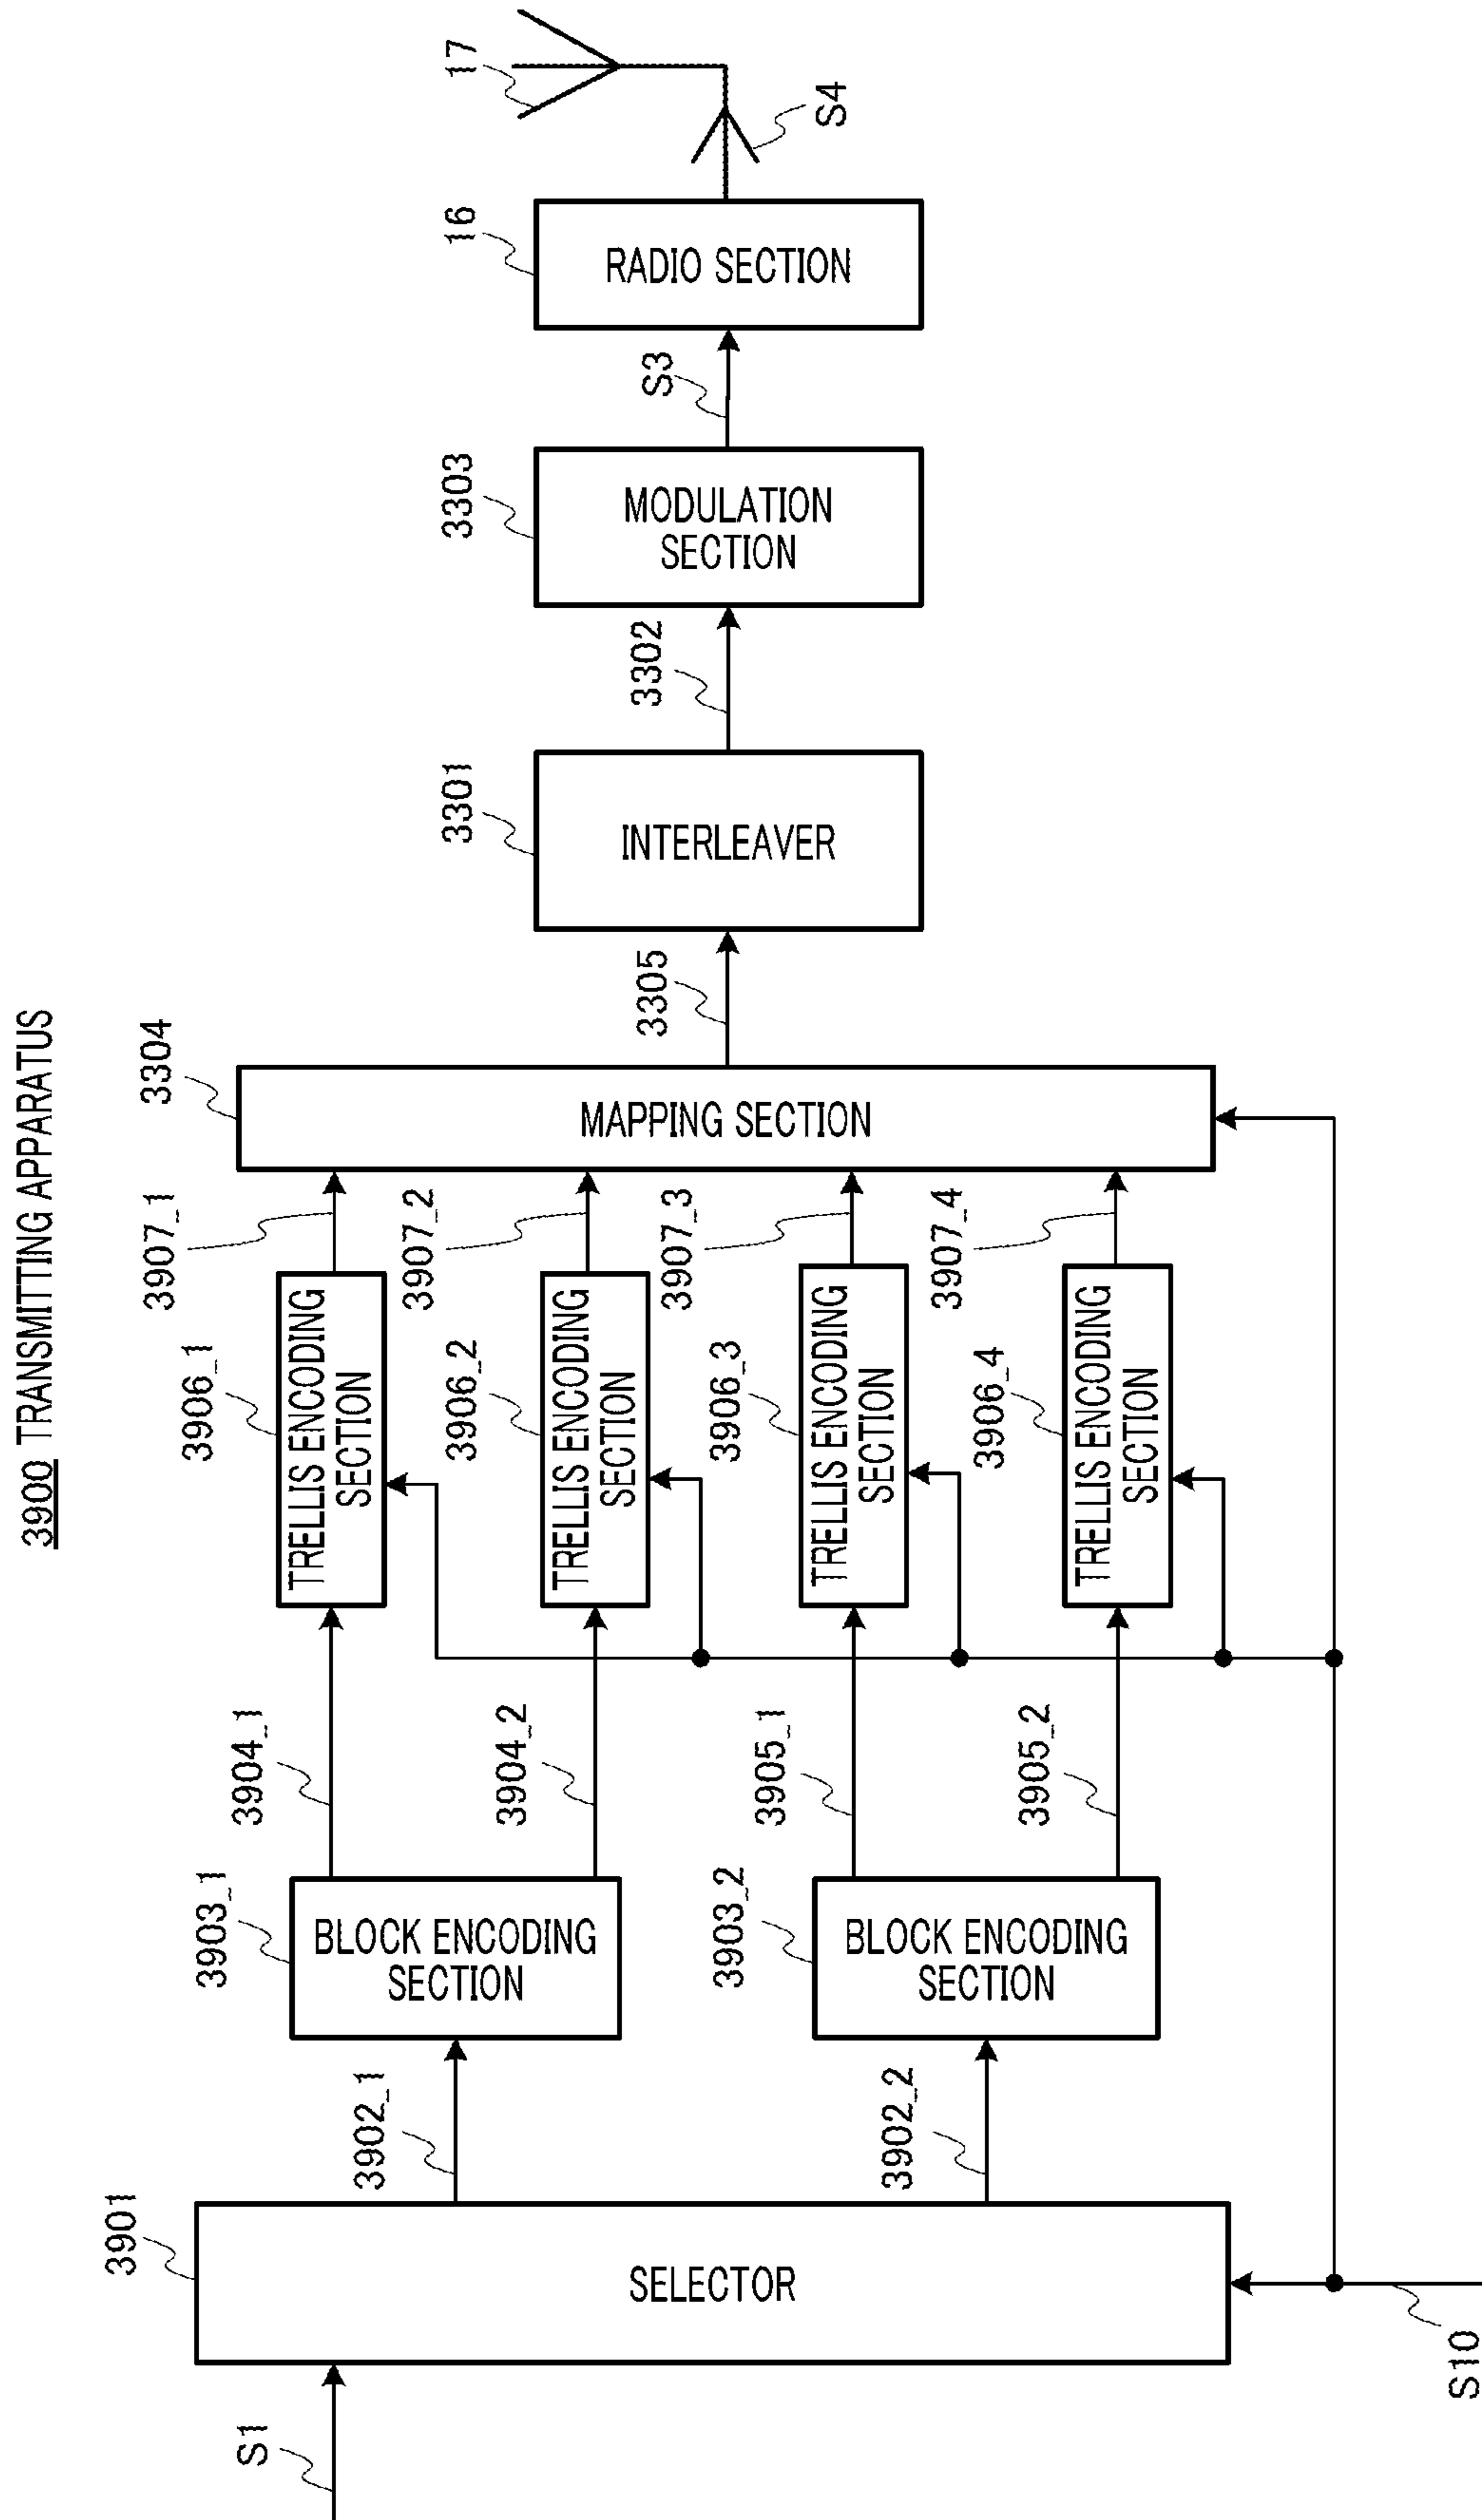 3900 TRANSMITTING APPARATUS
S1
3901
SELECTOR
S10
3902_1
3902_2
3903_1
BLOCK ENCODING
SECTION
3903_2
BLOCK ENCODING
SECTION
3904_1
3904_2
3905_1
3905_2
3906_1
TRELLIS ENCODING
SECTION
3906_2
TRELLIS ENCODING
SECTION
3906_3
TRELLIS ENCODING
SECTION
3906_4
TRELLIS ENCODING
SECTION
3907_1
3907_2
3907_3
3907_4
3304
MAPPING SECTION
3305
3301
INTERLEAVER
3302
3303
MODULATION
SECTION
S3
16
RADIO SECTION
S4
17